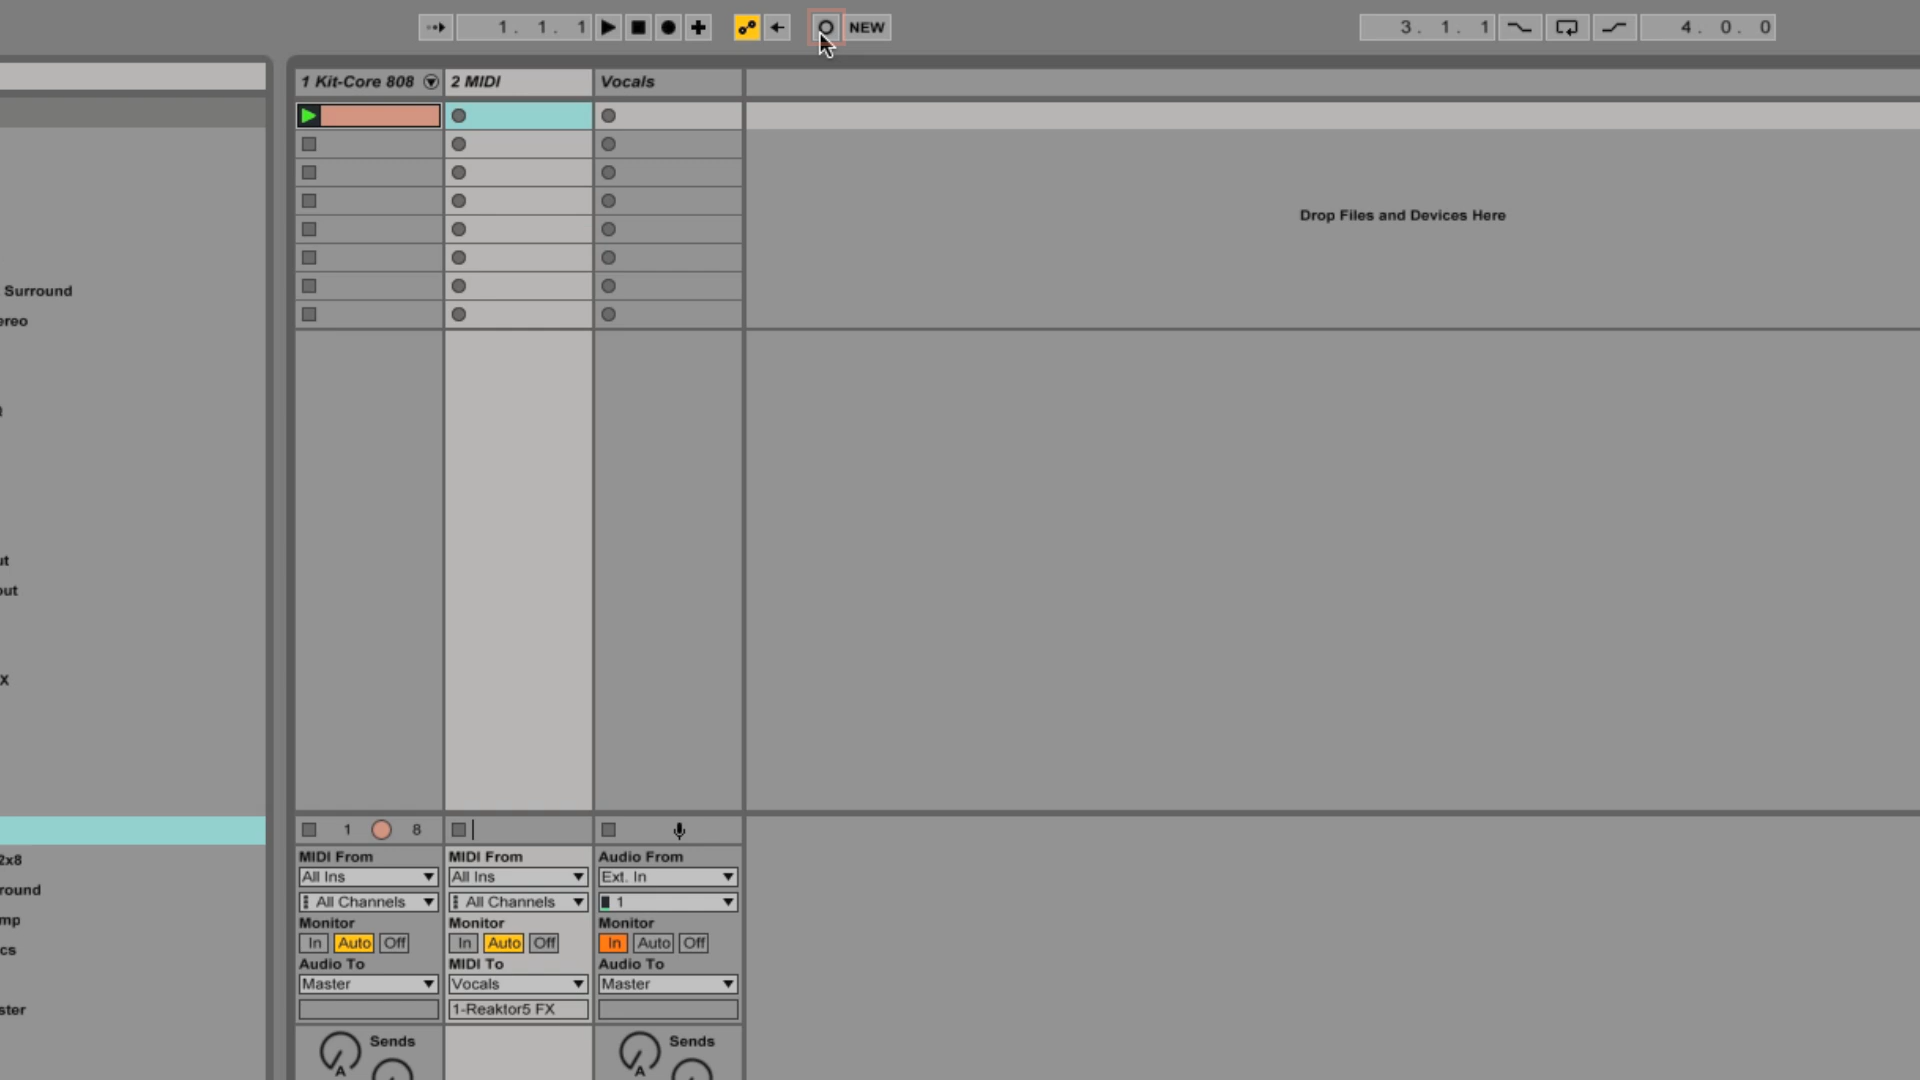 1. 1. 1
NEW
3. 1. 1
4. 0. 0
1 Kit-Core 808
2 MIDI
Vocals
Drop Files and Devices Here
Surround
ereo
ut
out
X
2x8
round
mp
cs
ster
1
8
MIDI From
All Ins
All Channels
Monitor
In Auto Off
Audio To
Master
MIDI From
All Ins
All Channels
Monitor
In Auto Off
MIDI To
Vocals
1-Reaktor5 FX
Audio From
Ext. In
1
Monitor
In Auto Off
Audio To
Master
Sends
A
Sends
A